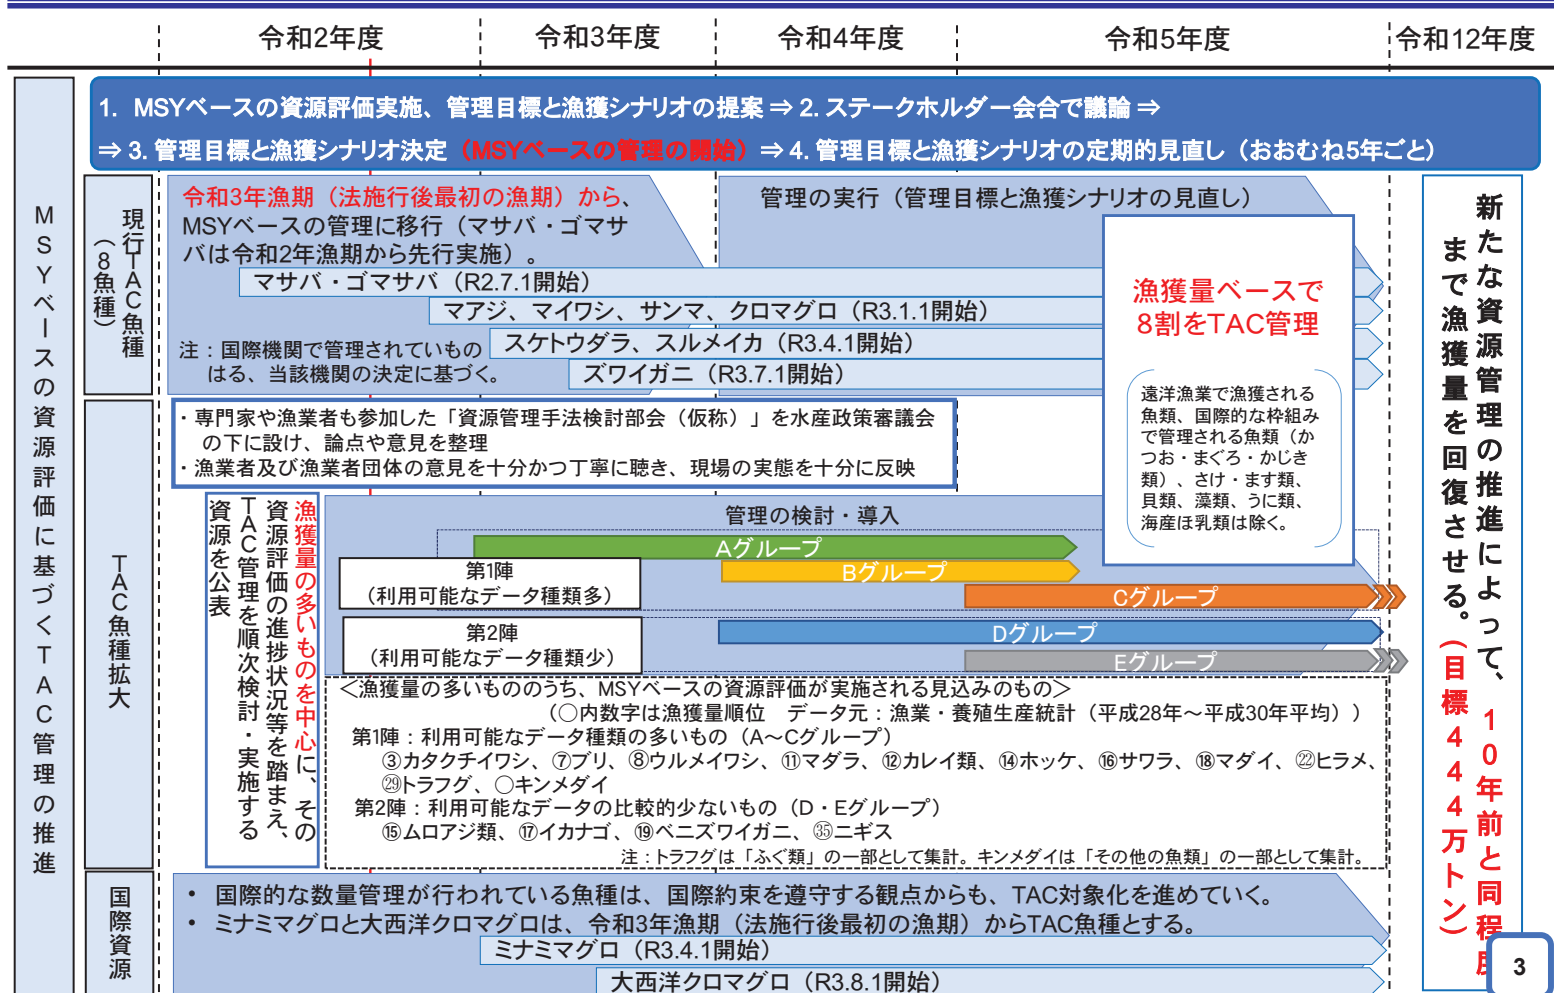 令和2年度
令和3年度
令和4年度
令和5年度
令和12年度
MSYベースの資源評価に基づくTAC管理の推進
1. MSYベースの資源評価実施、管理目標と漁獲シナリオの提案 ⇒ 2. ステークホルダー会合で議論 ⇒
⇒ 3. 管理目標と漁獲シナリオ決定（MSYベースの管理の開始）⇒ 4. 管理目標と漁獲シナリオの定期的見直し（おおむね5年ごと）
現行TAC魚種
（8魚種）
令和3年漁期（法施行後最初の漁期）から、
MSYベースの管理に移行（マサバ・ゴマサ
バは令和2年漁期から先行実施）。
管理の実行（管理目標と漁獲シナリオの見直し）
マサバ・ゴマサバ（R2.7.1開始）
マアジ、マイワシ、サンマ、クロマグロ（R3.1.1開始）
スケトウダラ、スルメイカ（R3.4.1開始）
ズワイガニ（R3.7.1開始）
注：国際機関で管理されていもの
はる、当該機関の決定に基づく。
漁獲量ベースで
8割をTAC管理
遠洋漁業で漁獲される
魚類、国際的な枠組み
で管理される魚類（か
つお・まぐろ・かじき
類）、さけ・ます類、
貝類、藻類、うに類、
海産ほ乳類は除く。
新たな資源管理の推進によって、10年前と同程度
まで漁獲量を回復させる。（目標444万トン）
TAC魚種拡大
・専門家や漁業者も参加した「資源管理手法検討部会（仮称）」を水産政策審議会
の下に設け、論点や意見を整理
・漁業者及び漁業者団体の意見を十分かつ丁寧に聴き、現場の実態を十分に反映
漁獲量の多いものを中心に、その
資源評価の進捗状況等を踏まえ、
TAC管理を順次検討・実施する
資源を公表
管理の検討・導入
Aグループ
Bグループ
Cグループ
第1陣
（利用可能なデータ種類多）
Dグループ
Eグループ
第2陣
（利用可能なデータ種類少）
＜漁獲量の多いもののうち、MSYベースの資源評価が実施される見込みのもの＞
（○内数字は漁獲量順位　データ元：漁業・養殖生産統計（平成28年～平成30年平均））
第1陣：利用可能なデータ種類の多いもの（A～Cグループ）
③カタクチイワシ、⑦ブリ、⑧ウルメイワシ、⑪マダラ、⑫カレイ類、⑭ホッケ、⑯サワラ、⑱マダイ、㉒ヒラメ、
㉙トラフグ、○キンメダイ
第2陣：利用可能なデータの比較的少ないもの（D・Eグループ）
⑮ムロアジ類、⑰イカナゴ、⑲ベニズワイガニ、㉟ニギス
注：トラフグは「ふぐ類」の一部として集計。キンメダイは「その他の魚類」の一部として集計。
国際資源
• 国際的な数量管理が行われている魚種は、国際約束を遵守する観点からも、TAC対象化を進めていく。
• ミナミマグロと大西洋クロマグロは、令和3年漁期（法施行後最初の漁期）からTAC魚種とする。
ミナミマグロ（R3.4.1開始）
大西洋クロマグロ（R3.8.1開始）
3